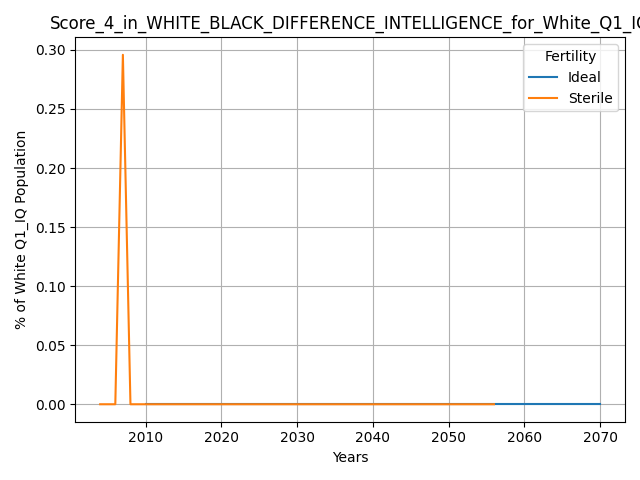 Score_4_in_WHITE_BLACK_DIFFERENCE_INTELLIGENCE_for_White_Q1_IQ
Fertility
Ideal
Sterile
% of White Q1_IQ Population
0.30
0.25
0.20
0.15
0.10
0.05
0.00
2010 2020 2030 2040 2050 2060 2070
Years